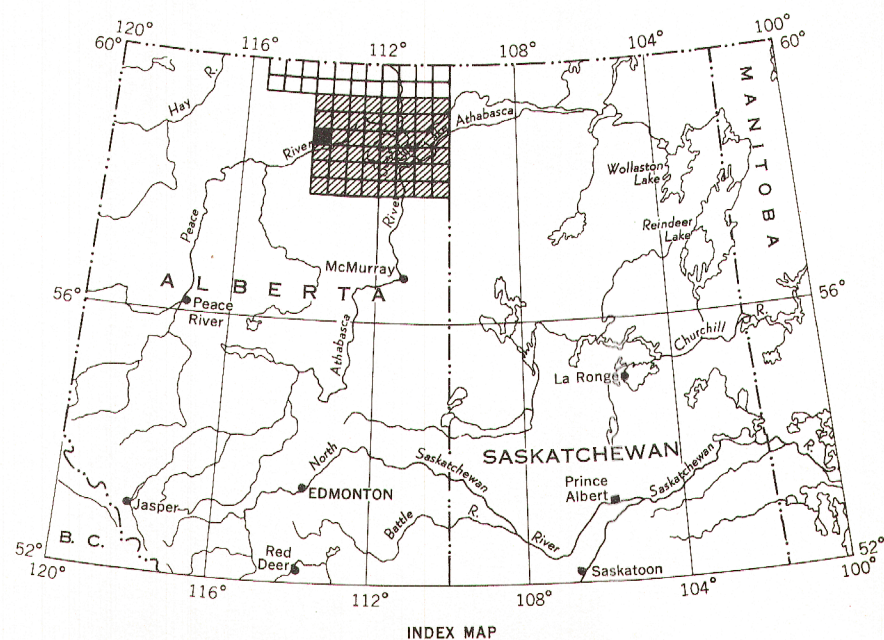 120°
60°
116°
112°
108°
104°
100°
60°
Hay
R.
Athabasca
River
MANITOBA
Wollaston
Lake
Reindeer
Lake
River
Peace
McMurray
ALBERTA
56°
56°
Peace
River
Athabasca
Churchill
R.
La Ronge
North
Saskatchewan
SASKATCHEWAN
Saskatchewan
R.
Prince
Albert
EDMONTON
Jasper
Battle
R.
River
B. C.
Red
Deer
Saskatoon
52°
120°
116°
112°
108°
104°
52°
100°
INDEX MAP